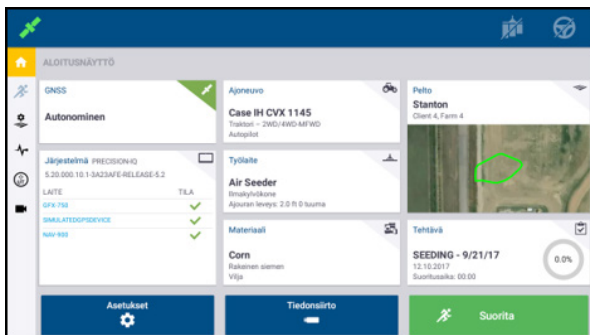 ALOITUSNÄYTTÖ
GNSS
Autonominen
Järjestelmä PRECISION-IQ
5.20.000.10.1-3A23AFE-RELEASE-5.2
LAITE TILA
GFX-750
SIMULATEDGPSDEVICE
NAV-900
Ajoneuvo
Case IH CVX 1145
Traktori – 2WD/4WD-MFWD
Autopilot
Työlaite
Air Seeder
Ilmakylvökone
Ajouran leveys: 2.0 ft 0 tuuma
Materiaali
Corn
Rakeinen siemen
Vilja
Pelto
Stanton
Client 4, Farm 4
Tehtävä
SEEDING - 9/21/17
12.10.2017
Suoritusaika: 00:00
0.0%
Asetukset
Tiedonsiirto
Suorita